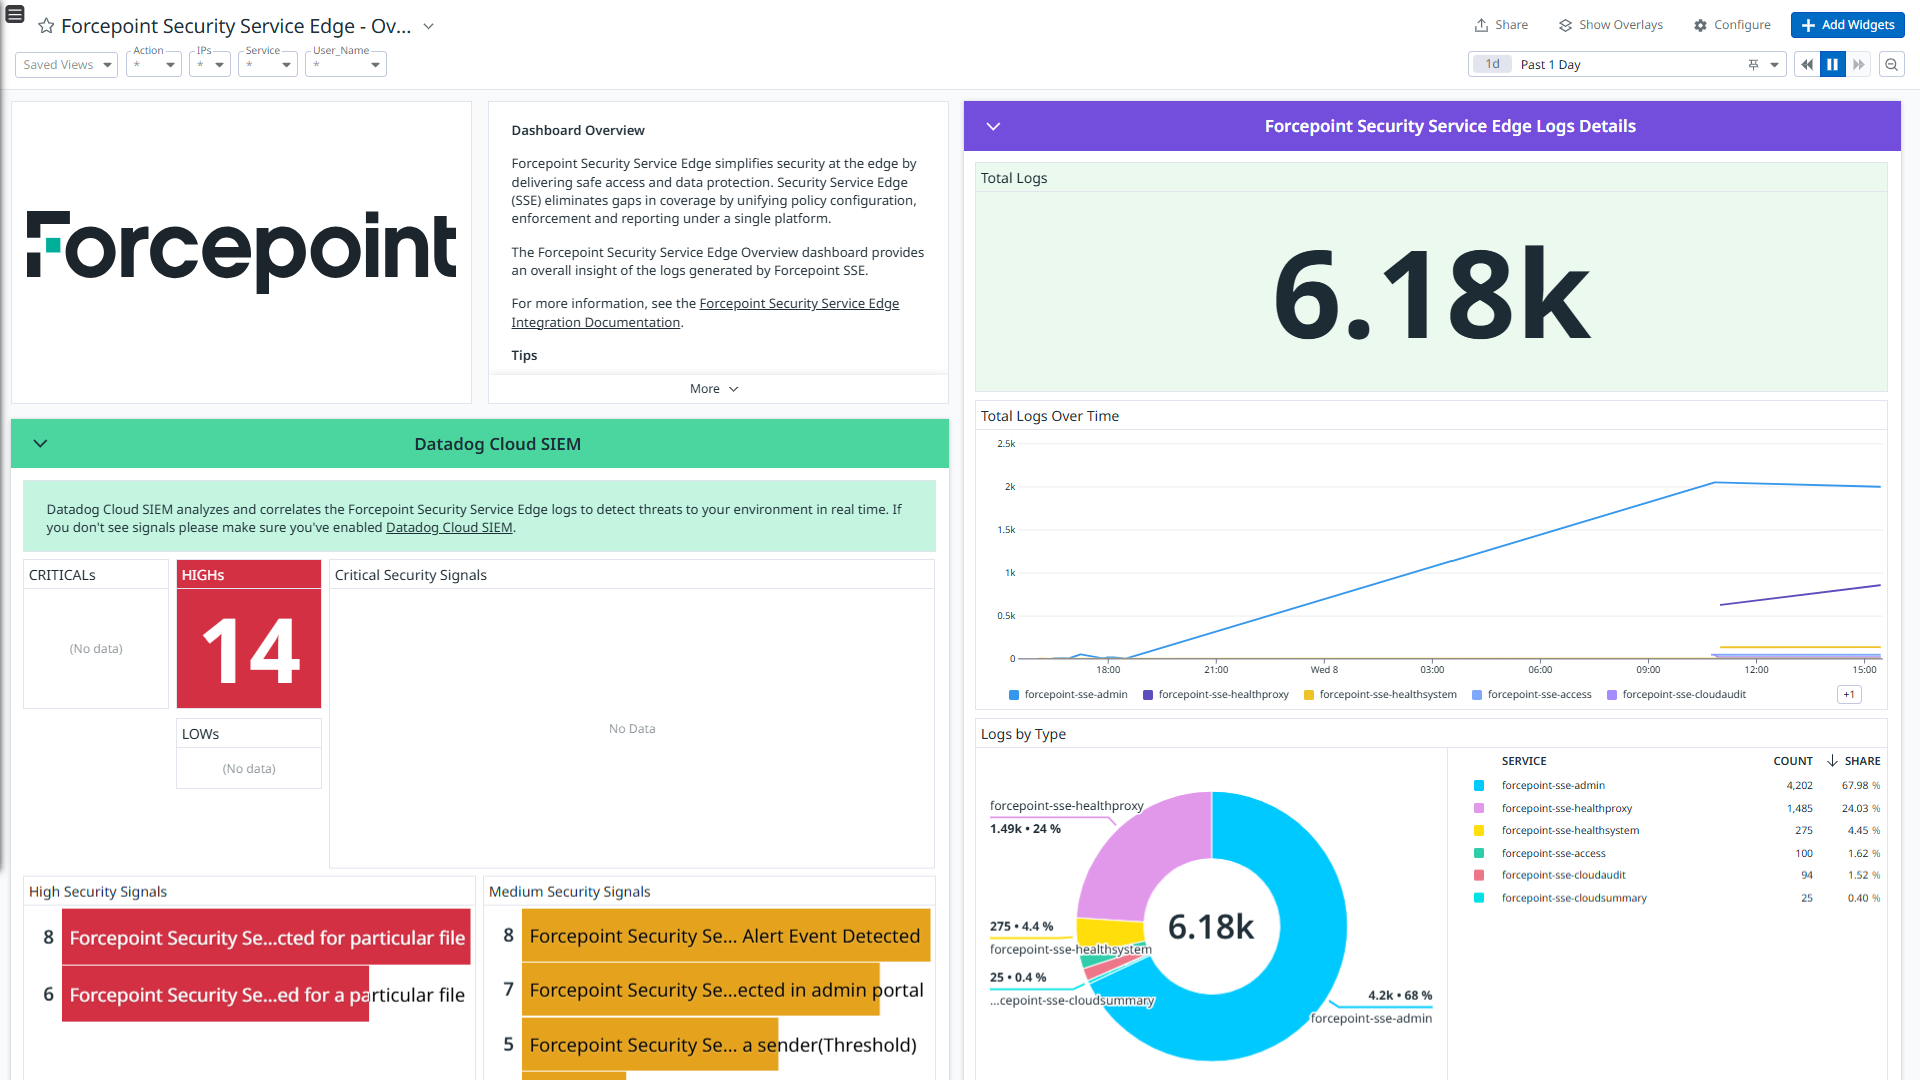 Forcepoint Security Service Edge - Ov...
Share
Show Overlays
Configure
Add Widgets
Saved Views
Action
*
IPs
*
Service
*
User_Name
*
1d
Past 1 Day
Forcepoint
Dashboard Overview
Forcepoint Security Service Edge simplifies security at the edge by
delivering safe access and data protection. Security Service Edge
(SSE) eliminates gaps in coverage by unifying policy configuration,
enforcement and reporting under a single platform.
The Forcepoint Security Service Edge Overview dashboard provides
an overall insight of the logs generated by Forcepoint SSE.
For more information, see the Forcepoint Security Service Edge
Integration Documentation.
Tips
More
Datadog Cloud SIEM
Datadog Cloud SIEM analyzes and correlates the Forcepoint Security Service Edge logs to detect threats to your environment in real time. If
you don't see signals please make sure you've enabled Datadog Cloud SIEM.
CRITICALs
(No data)
HIGHs
14
LOWs
(No data)
Critical Security Signals
No Data
High Security Signals
8 Forcepoint Security Se...cted for particular file
6 Forcepoint Security Se...ed for a particular file
Medium Security Signals
8 Forcepoint Security Se... Alert Event Detected
7 Forcepoint Security Se...ected in admin portal
5 Forcepoint Security Se... a sender(Threshold)
Forcepoint Security Service Edge Logs Details
Total Logs
6.18k
Total Logs Over Time
2.5k
2k
1.5k
1k
0.5k
0
18:00 21:00 Wed 8 03:00 06:00 09:00 12:00 15:00
forcepoint-sse-admin forcepoint-sse-healthproxy forcepoint-sse-healthsystem forcepoint-sse-access forcepoint-sse-cloudaudit +1
Logs by Type
forcepoint-sse-healthproxy
1.49k • 24 %
275 • 4.4 %
forcepoint-sse-healthsystem
25 • 0.4 %
...cepoint-sse-cloudsummary
6.18k
4.2k • 68 %
forcepoint-sse-admin
SERVICE COUNT SHARE
forcepoint-sse-admin 4,202 67.98 %
forcepoint-sse-healthproxy 1,485 24.03 %
forcepoint-sse-healthsystem 275 4.45 %
forcepoint-sse-access 100 1.62 %
forcepoint-sse-cloudaudit 94 1.52 %
forcepoint-sse-cloudsummary 25 0.40 %